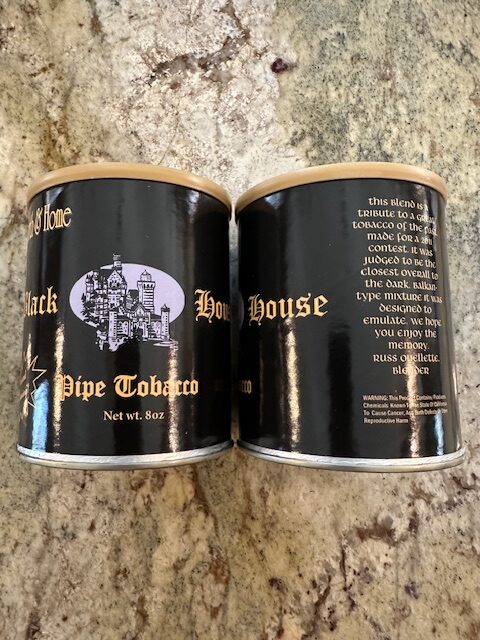 & Home
Black
House
Pipe Tobacco
Net wt. 8oz
House
this blend is a
tribute to a great
tobacco of the past.
made for a 2011
contest. it was
judged to be the
closest overall to
the dark, balkan-
type mixture it was
designed to
emulate. we hope
you enjoy the
memory.
Russ Ouellette,
Blender
WARNING: This Product Contains
Chemicals Known To The State Of California
To Cause Cancer, And Birth Defects Or Other
Reproductive Harm